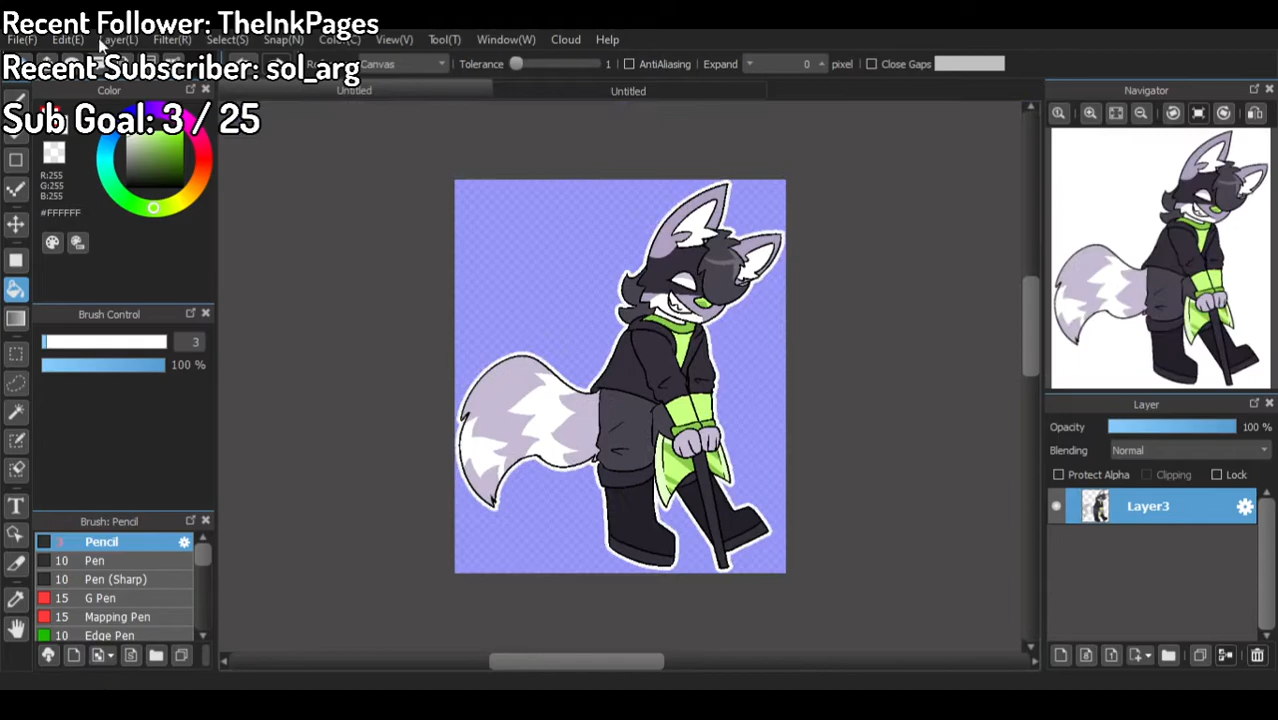 Recent Follower: TheInkPages
File(F) Edit(E) Layer(L) Filter(R) Select(S) Snap(N) View(V) Tool(T) Window(W) Cloud Help
Recent Subscriber: sol_arg
Canvas Tolerance 1 AntiAliasing Expand 0 pixel Close Gaps
Color Untitled Untitled Navigator
Sub Goal: 3 / 25
R:255
G:255
B:255
#FFFFFF
Brush Control
3
100 %
Layer
Opacity 100 %
Blending Normal
Protect Alpha Clipping Lock
Layer3
Brush: Pencil
3 Pencil
10 Pen
10 Pen (Sharp)
15 G Pen
15 Mapping Pen
10 Edge Pen